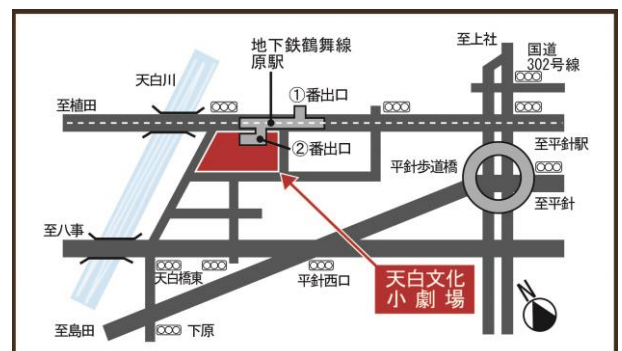 地下鉄鶴舞線
原駅
至上社
国道
302号線
天白川
①番出口
至植田
至平針駅
②番出口
平針歩道橋
至平針
至八事
天白橋東
平針西口
天白文化
小劇場
至島田
下原
N